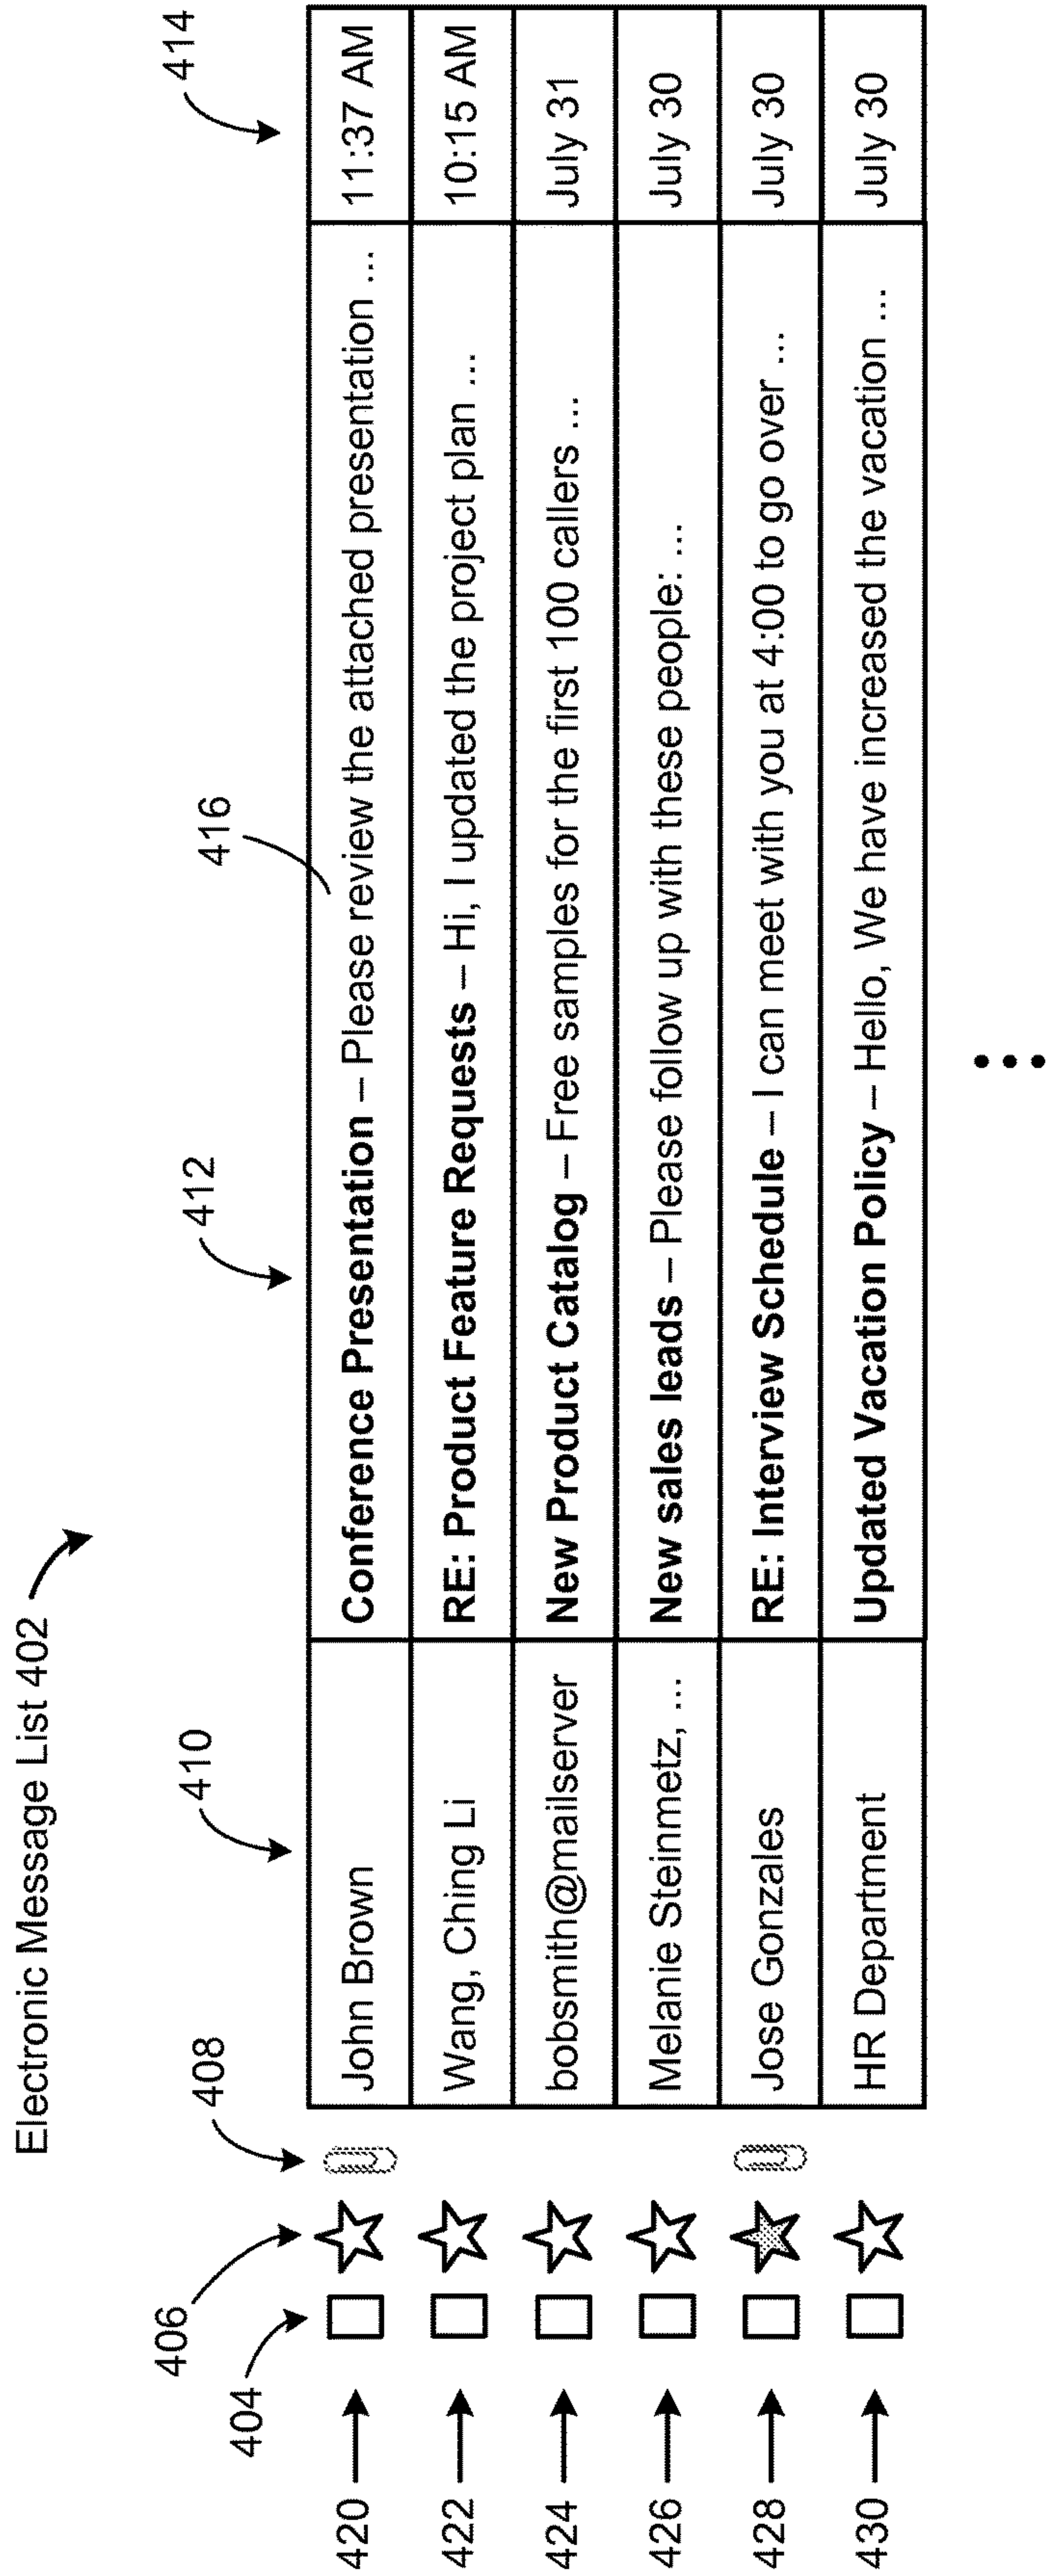 Electronic Message List 402
404
406
408
410
412
416
414
420 John Brown Conference Presentation – Please review the attached presentation ... 11:37 AM
422 Wang, Ching Li RE: Product Feature Requests – Hi, I updated the project plan ... 10:15 AM
424 bobsmith@mailserver New Product Catalog – Free samples for the first 100 callers ... July 31
426 Melanie Steinmetz, ... New sales leads – Please follow up with these people: ... July 30
428 Jose Gonzales RE: Interview Schedule – I can meet with you at 4:00 to go over ... July 30
430 HR Department Updated Vacation Policy – Hello, We have increased the vacation ... July 30